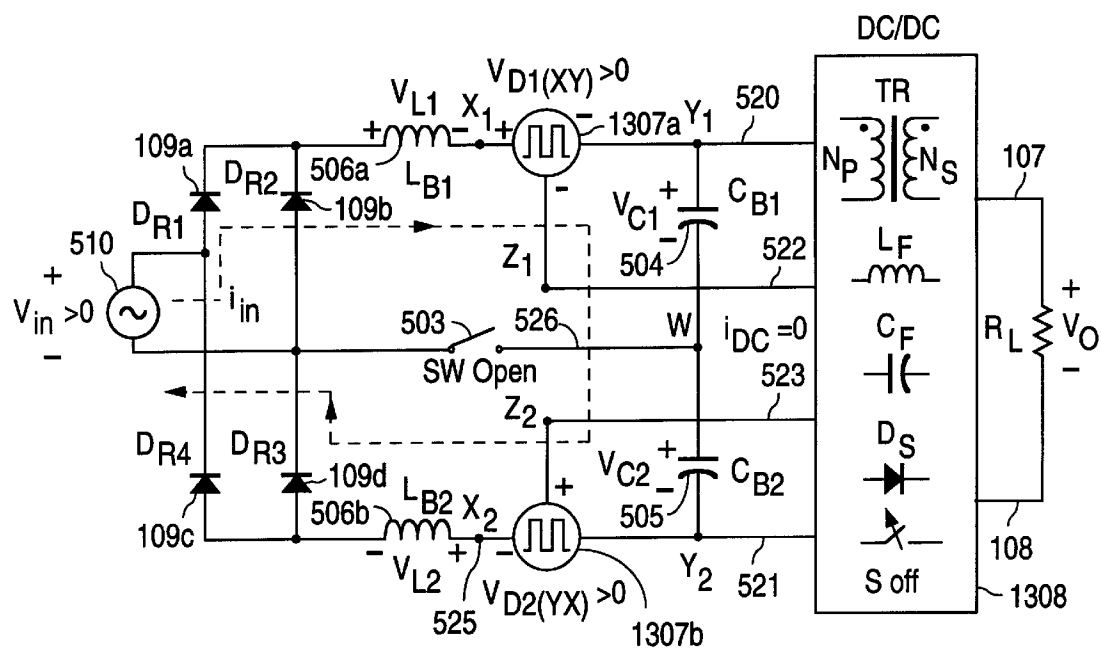 DC/DC
V_D1(XY) >0
520
V_L1
X_1
1307a
Y_1
TR
+ -
+
-
109a
506a
L_B1
-
N_P
N_S
107
D_R2
109b
V_C1
+
-
C_B1
D_R1
510
504
522
L_F
+
Z_1
V_in >0
i_in
503
526
W
i_DC =0
C_F
R_L
+
V_O
-
-
SW Open
523
Z_2
D_R4
D_R3
109d
L_B2
X_2
+
V_C2
+
-
C_B2
D_S
506b
505
109c
- +
-
Y_2
108
V_L2
521
S off
V_D2(YX) >0
525
1307b
1308